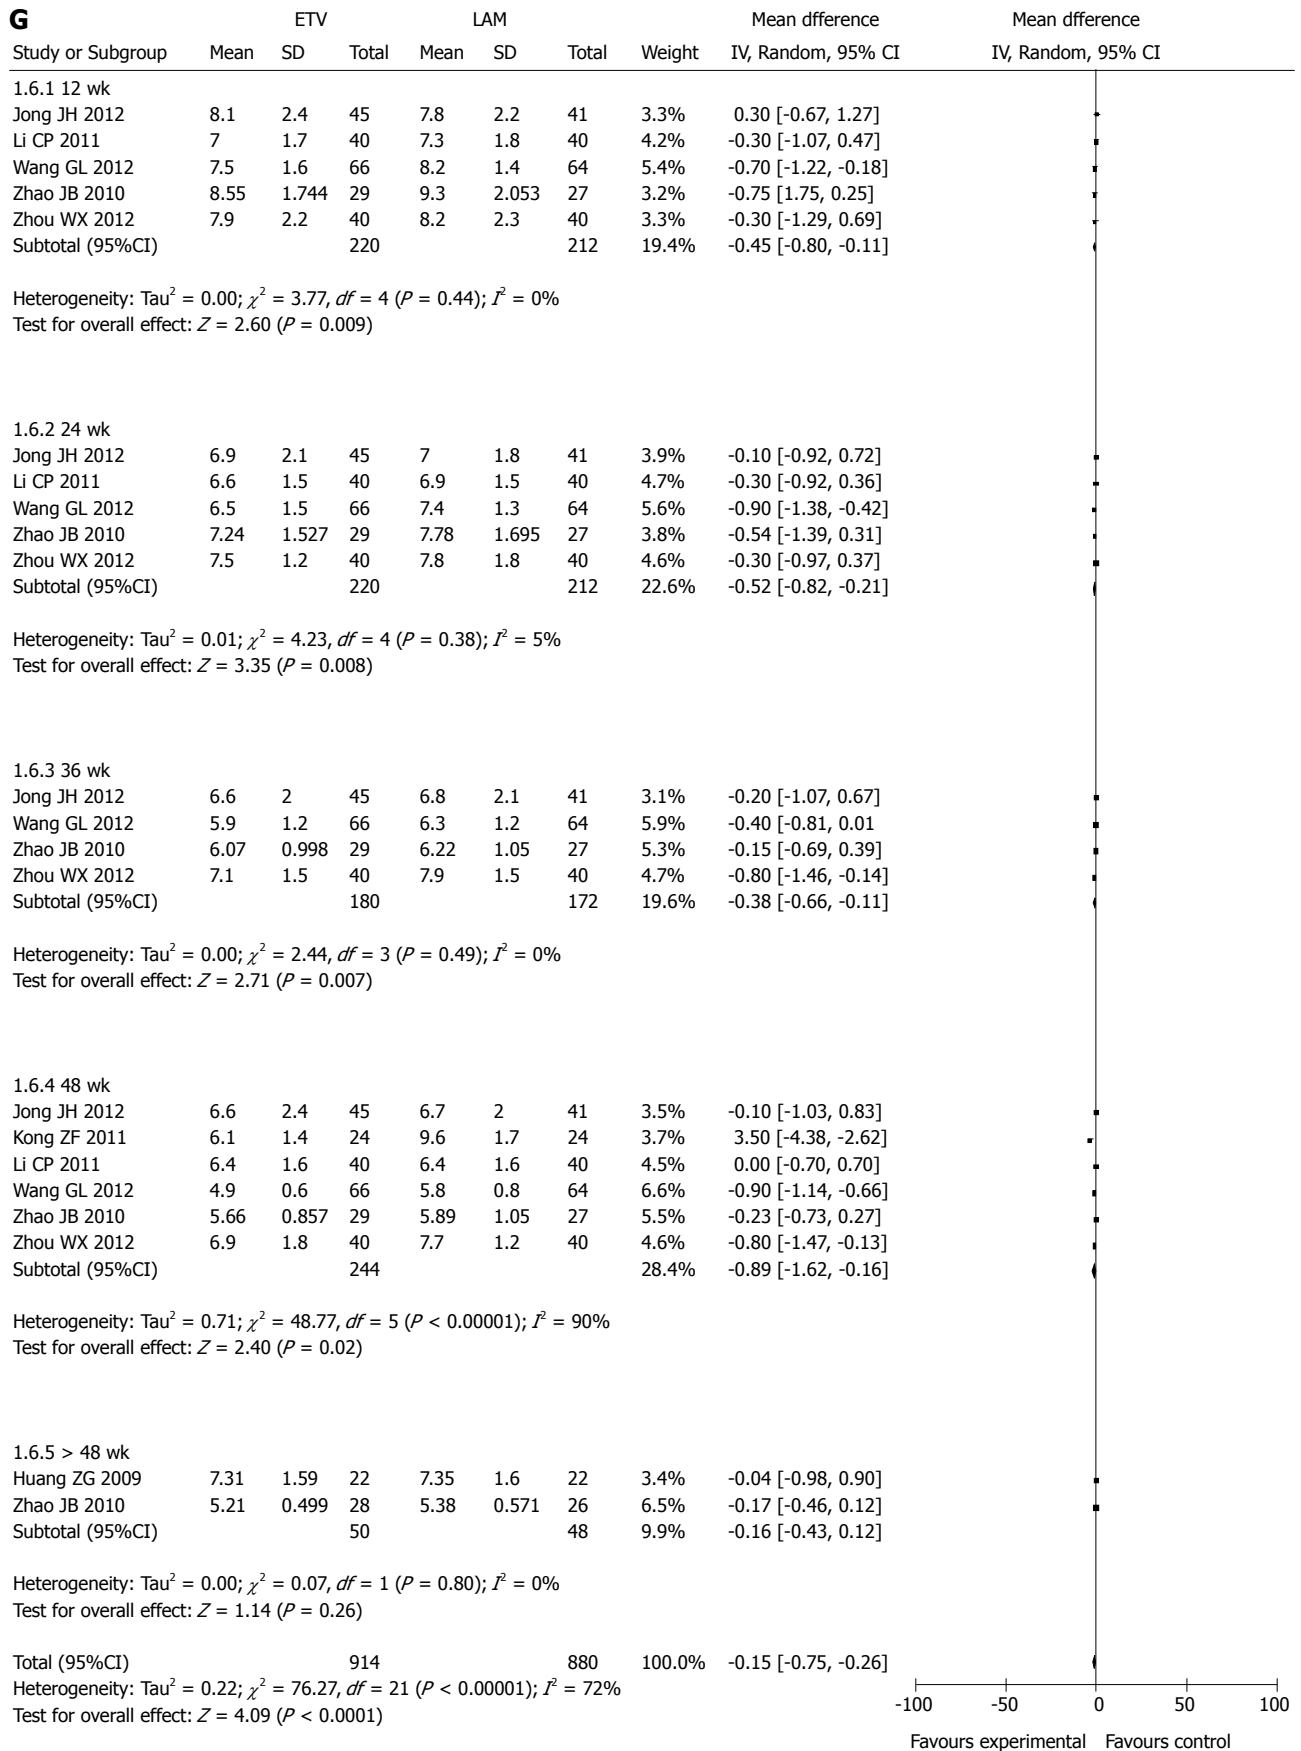 G
ETV LAM Mean dfference Mean dfference
Study or Subgroup Mean SD Total Mean SD Total Weight IV, Random, 95% CI IV, Random, 95% CI
1.6.1 12 wk
Jong JH 2012 8.1 2.4 45 7.8 2.2 41 3.3% 0.30 [-0.67, 1.27]
Li CP 2011 7 1.7 40 7.3 1.8 40 4.2% -0.30 [-1.07, 0.47]
Wang GL 2012 7.5 1.6 66 8.2 1.4 64 5.4% -0.70 [-1.22, -0.18]
Zhao JB 2010 8.55 1.744 29 9.3 2.053 27 3.2% -0.75 [1.75, 0.25]
Zhou WX 2012 7.9 2.2 40 8.2 2.3 40 3.3% -0.30 [-1.29, 0.69]
Subtotal (95%CI) 220 212 19.4% -0.45 [-0.80, -0.11]
Heterogeneity: Tau² = 0.00; χ² = 3.77, df = 4 (P = 0.44); I² = 0%
Test for overall effect: Z = 2.60 (P = 0.009)
1.6.2 24 wk
Jong JH 2012 6.9 2.1 45 7 1.8 41 3.9% -0.10 [-0.92, 0.72]
Li CP 2011 6.6 1.5 40 6.9 1.5 40 4.7% -0.30 [-0.92, 0.36]
Wang GL 2012 6.5 1.5 66 7.4 1.3 64 5.6% -0.90 [-1.38, -0.42]
Zhao JB 2010 7.24 1.527 29 7.78 1.695 27 3.8% -0.54 [-1.39, 0.31]
Zhou WX 2012 7.5 1.2 40 7.8 1.8 40 4.6% -0.30 [-0.97, 0.37]
Subtotal (95%CI) 220 212 22.6% -0.52 [-0.82, -0.21]
Heterogeneity: Tau² = 0.01; χ² = 4.23, df = 4 (P = 0.38); I² = 5%
Test for overall effect: Z = 3.35 (P = 0.008)
1.6.3 36 wk
Jong JH 2012 6.6 2 45 6.8 2.1 41 3.1% -0.20 [-1.07, 0.67]
Wang GL 2012 5.9 1.2 66 6.3 1.2 64 5.9% -0.40 [-0.81, 0.01
Zhao JB 2010 6.07 0.998 29 6.22 1.05 27 5.3% -0.15 [-0.69, 0.39]
Zhou WX 2012 7.1 1.5 40 7.9 1.5 40 4.7% -0.80 [-1.46, -0.14]
Subtotal (95%CI) 180 172 19.6% -0.38 [-0.66, -0.11]
Heterogeneity: Tau² = 0.00; χ² = 2.44, df = 3 (P = 0.49); I² = 0%
Test for overall effect: Z = 2.71 (P = 0.007)
1.6.4 48 wk
Jong JH 2012 6.6 2.4 45 6.7 2 41 3.5% -0.10 [-1.03, 0.83]
Kong ZF 2011 6.1 1.4 24 9.6 1.7 24 3.7% 3.50 [-4.38, -2.62]
Li CP 2011 6.4 1.6 40 6.4 1.6 40 4.5% 0.00 [-0.70, 0.70]
Wang GL 2012 4.9 0.6 66 5.8 0.8 64 6.6% -0.90 [-1.14, -0.66]
Zhao JB 2010 5.66 0.857 29 5.89 1.05 27 5.5% -0.23 [-0.73, 0.27]
Zhou WX 2012 6.9 1.8 40 7.7 1.2 40 4.6% -0.80 [-1.47, -0.13]
Subtotal (95%CI) 244 28.4% -0.89 [-1.62, -0.16]
Heterogeneity: Tau² = 0.71; χ² = 48.77, df = 5 (P < 0.00001); I² = 90%
Test for overall effect: Z = 2.40 (P = 0.02)
1.6.5 > 48 wk
Huang ZG 2009 7.31 1.59 22 7.35 1.6 22 3.4% -0.04 [-0.98, 0.90]
Zhao JB 2010 5.21 0.499 28 5.38 0.571 26 6.5% -0.17 [-0.46, 0.12]
Subtotal (95%CI) 50 48 9.9% -0.16 [-0.43, 0.12]
Heterogeneity: Tau² = 0.00; χ² = 0.07, df = 1 (P = 0.80); I² = 0%
Test for overall effect: Z = 1.14 (P = 0.26)
Total (95%CI) 914 880 100.0% -0.15 [-0.75, -0.26]
Heterogeneity: Tau² = 0.22; χ² = 76.27, df = 21 (P < 0.00001); I² = 72%
Test for overall effect: Z = 4.09 (P < 0.0001)
-100 -50 0 50 100
Favours experimental Favours control